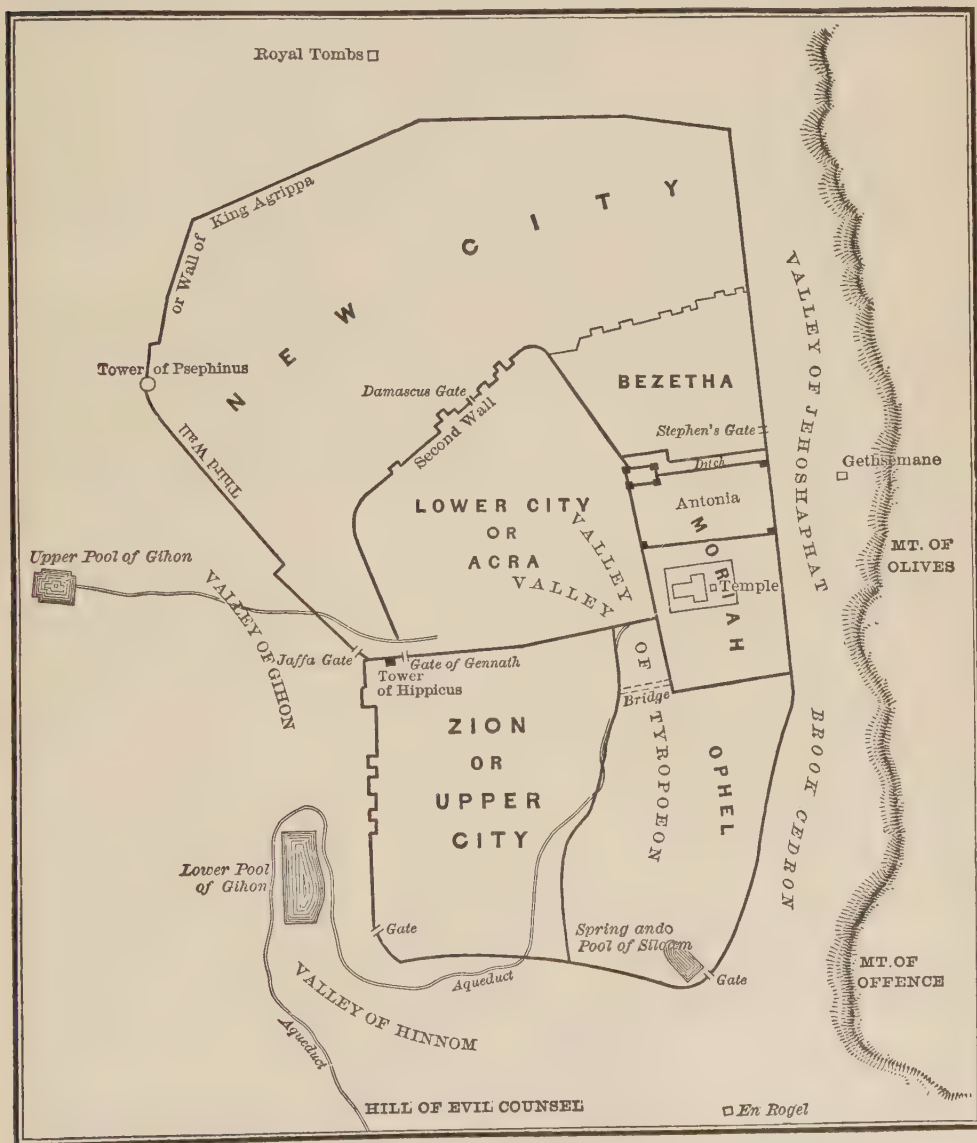 Royal Tombs
or Wall of King Agrippa
NEW CITY
Tower of Psephinus
Damascus Gate
Second Wall
BEZETHA
VALLEY OF JEHOSHAPHAT
Third Wall
Stephen's Gate
Ditch
Gethsemane
LOWER CITY
OR
ACRA
Antonia
MORIAH
Temple
VALLEY
VALLEY
OF
TYROPOEON
MT. OF
OLIVES
Upper Pool of Gihon
VALLEY OF GIHON
Jaffa Gate
Gate of Gennath
Tower
of Hippicus
Bridge
ZION
OR
UPPER
CITY
OPHEL
BROOK CEDRON
Lower Pool
of Gihon
Gate
Spring and
Pool of Siloam
Gate
Aqueduct
MT. OF
OFFENCE
VALLEY OF HINNOM
Aqueduct
HILL OF EVIL COUNSEL
En Rogel